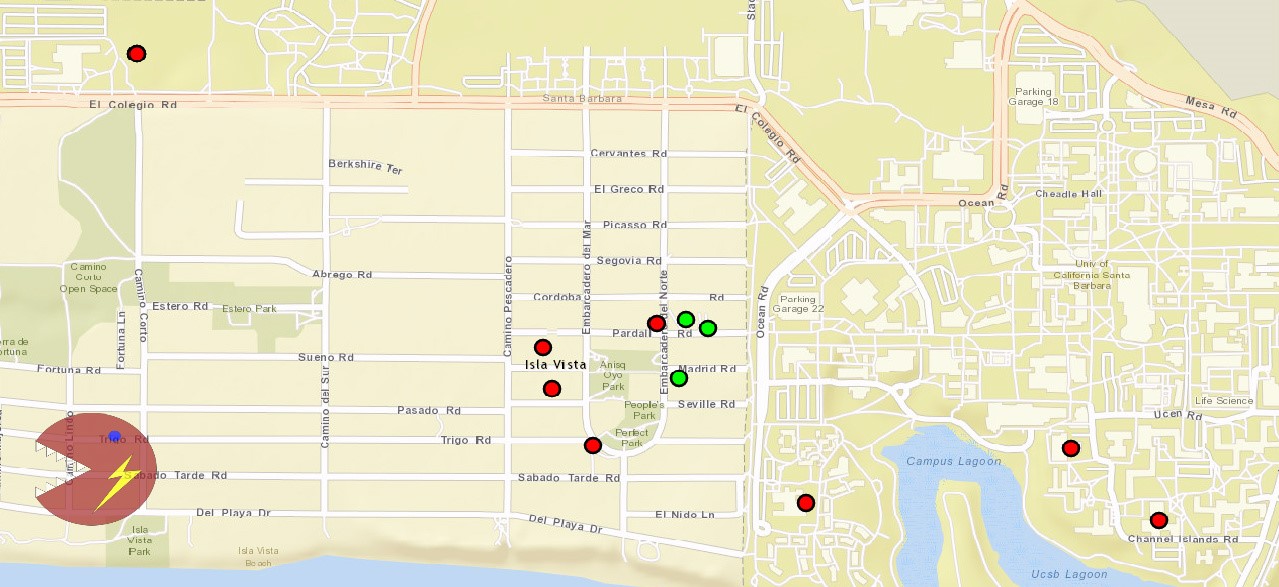 Parking
Garage 18
Mesa Rd
El Colegio Rd
Santa Barbara
El Colegio Rd
Cervantes Rd
Berkshire Ter
El Greco Rd
Cheadle Hall
Ocean Rd
Picasso Rd
Embarcadero del Mar
Segovia Rd
Camino
Corto
Open Space
Camino Corto
Abrego Rd
Camino Pescadero
Embarcadero del Norte
Univ of
California Santa
Barbara
Cordoba Rd
Ocean Rd
Parking
Garage 22
Estero Rd
Estero Park
Fortuna Ln
Pardall Rd
Sueno Rd
Isla Vista
Anisq
Oyo
Park
Madrid Rd
Fortuna Rd
Camino del Sur
Pasado Rd
People's
Park
Seville Rd
Life Science
Ucen Rd
Camino Lindo
Trigo Rd
Trigo Rd
Perfect
Park
Campus Lagoon
Sabado Tarde Rd
Sabado Tarde Rd
Del Playa Dr
Del Playa Dr
El Nido Ln
Isla
Vista
Park
Isla Vista
Beach
Channel Islands Rd
Ucsb Lagoon